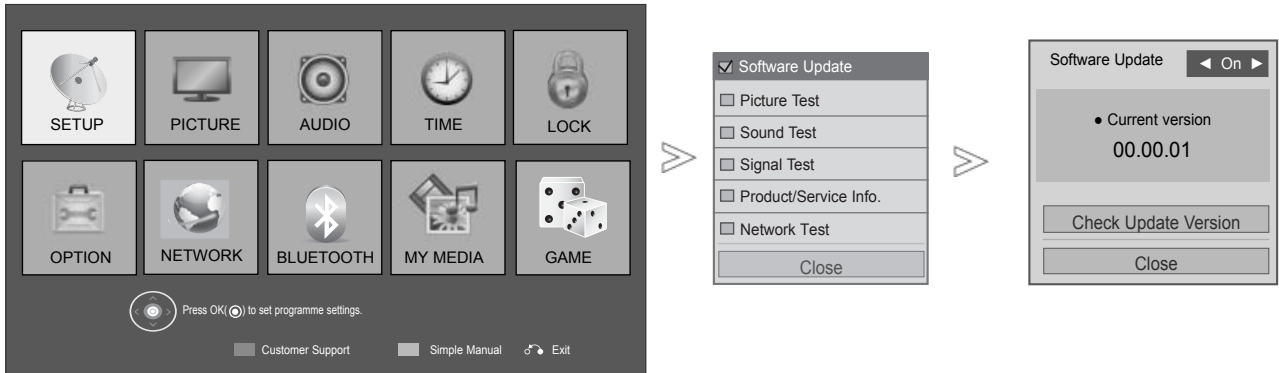 SETUP
PICTURE
AUDIO
TIME
LOCK
OPTION
NETWORK
BLUETOOTH
MY MEDIA
GAME
Press OK(◉) to set programme settings.
Customer Support
Simple Manual
Exit
Software Update
Picture Test
Sound Test
Signal Test
Product/Service Info.
Network Test
Close
Software Update ◄ On ►
● Current version
00.00.01
Check Update Version
Close